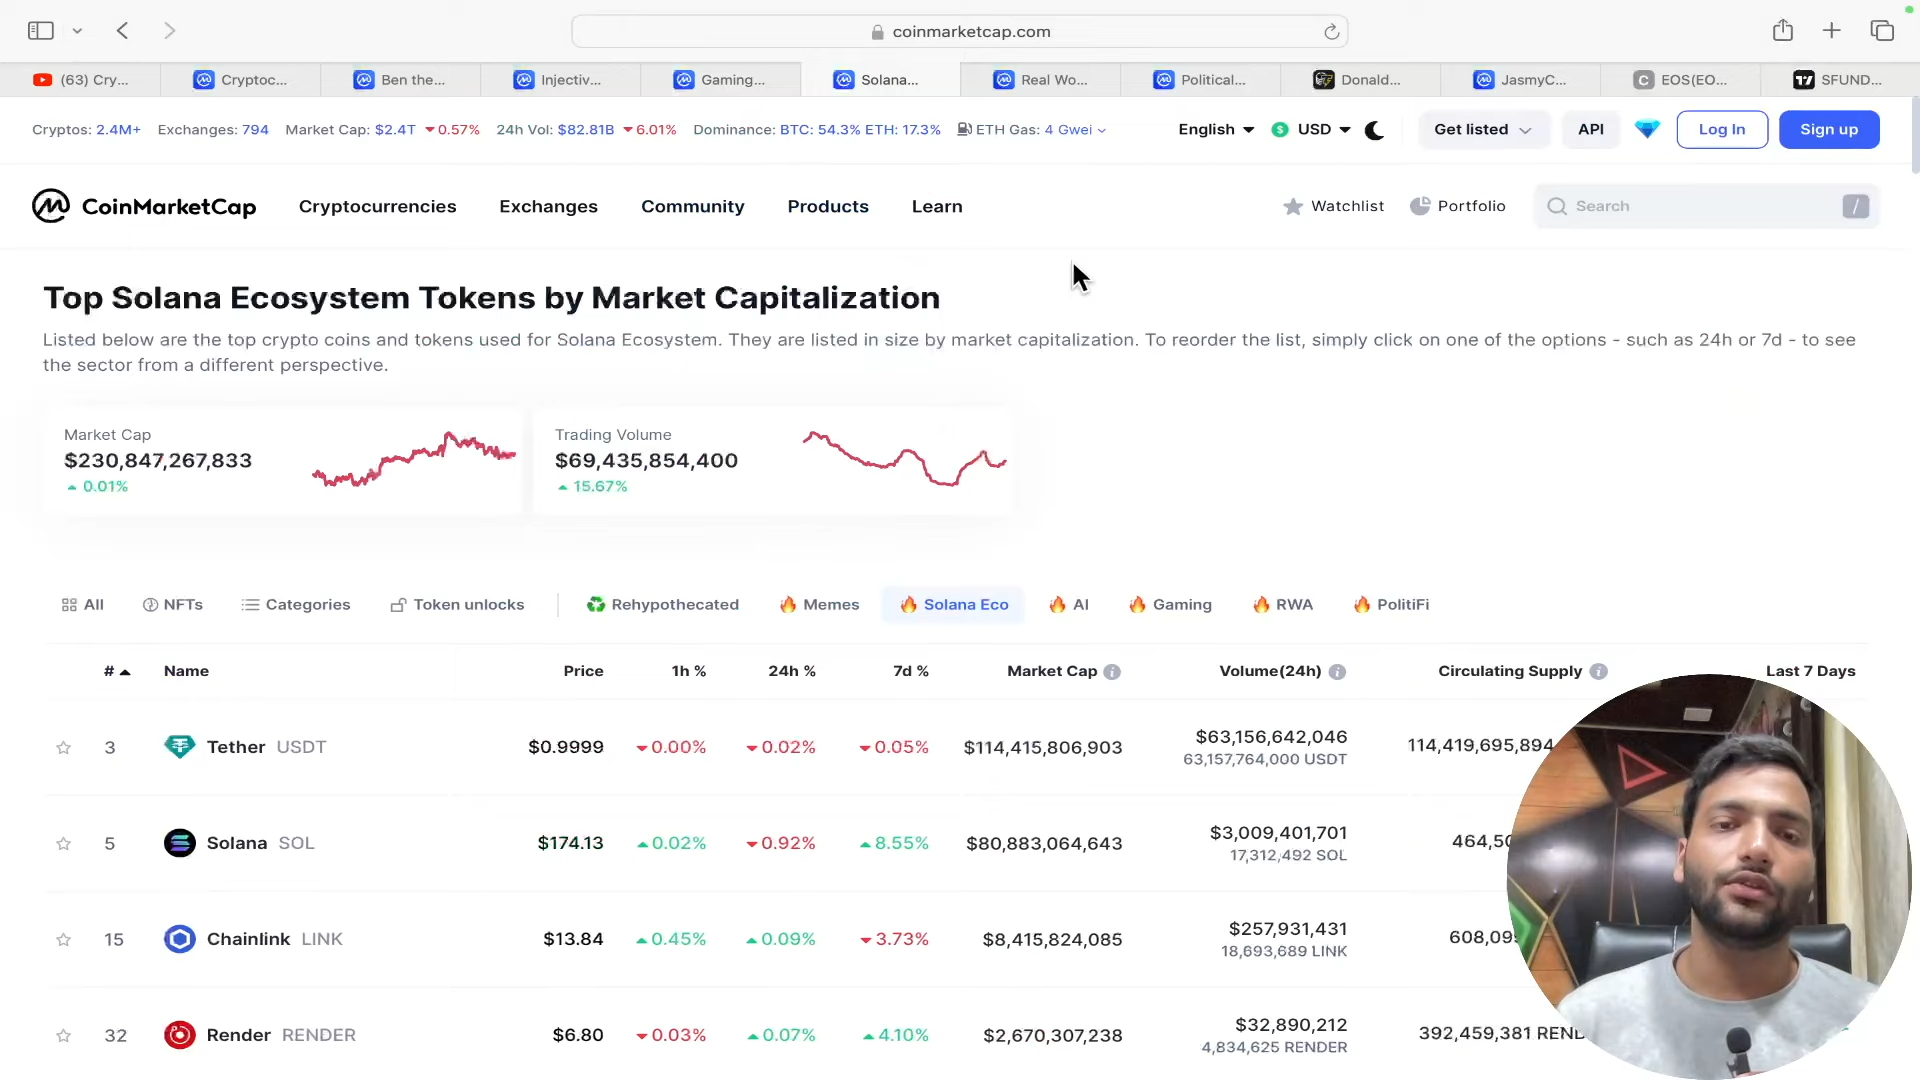 coinmarketcap.com
(63) Cry...
Cryptoc...
Ben the...
Injectiv...
Gaming...
Solana...
Real Wo...
Political...
Donald...
JasmyC...
EOS(EO...
SFUND...
Cryptos: 2.4M+ Exchanges: 794 Market Cap: $2.4T 0.57% 24h Vol: $82.81B 6.01% Dominance: BTC: 54.3% ETH: 17.3% ETH Gas: 4 Gwei
English USD Get listed API Log In Sign up
CoinMarketCap Cryptocurrencies Exchanges Community Products Learn Watchlist Portfolio Search /
Top Solana Ecosystem Tokens by Market Capitalization
Listed below are the top crypto coins and tokens used for Solana Ecosystem. They are listed in size by market capitalization. To reorder the list, simply click on one of the options - such as 24h or 7d - to see
the sector from a different perspective.
Market Cap
$230,847,267,833
0.01%
Trading Volume
$69,435,854,400
15.67%
All NFTs Categories Token unlocks Rehypothecated Memes Solana Eco AI Gaming RWA PolitiFi
# Name Price 1h % 24h % 7d % Market Cap Volume(24h) Circulating Supply Last 7 Days
3 Tether USDT $0.9999 0.00% 0.02% 0.05% $114,415,806,903 $63,156,642,046 114,419,695,894
63,157,764,000 USDT
5 Solana SOL $174.13 0.02% 0.92% 8.55% $80,883,064,643 $3,009,401,701 464,50
17,312,492 SOL
15 Chainlink LINK $13.84 0.45% 0.09% 3.73% $8,415,824,085 $257,931,431 608,09
18,693,689 LINK
32 Render RENDER $6.80 0.03% 0.07% 4.10% $2,670,307,238 $32,890,212 392,459,381 REND
4,834,625 RENDER